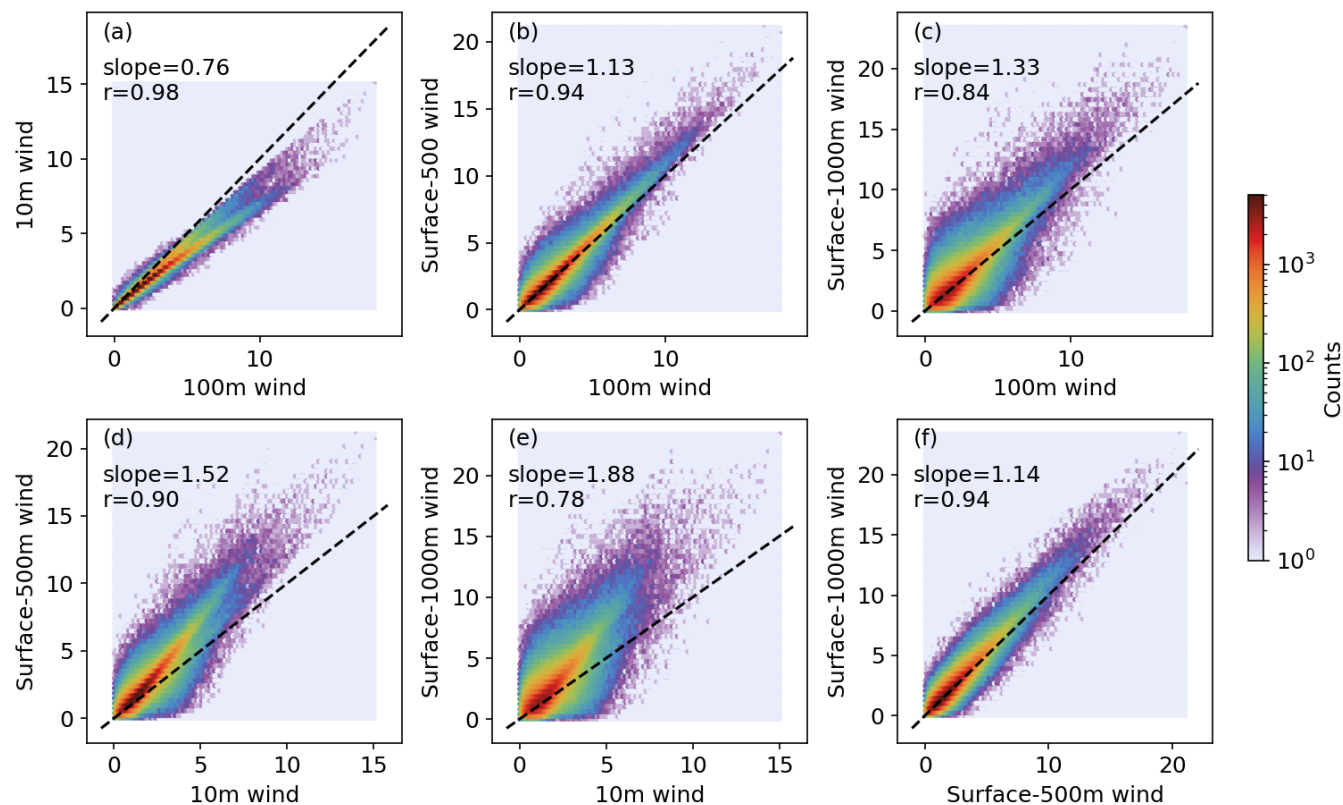 (a)
slope=0.76
r=0.98
15
10
5
0
0 10
10m wind
100m wind
(b)
slope=1.13
r=0.94
20
15
10
5
0
0 10
Surface-500 wind
100m wind
(c)
slope=1.33
r=0.84
20
15
10
5
0
0 10
Surface-1000m wind
100m wind
(d)
slope=1.52
r=0.90
20
15
10
5
0
0 5 10 15
Surface-500m wind
10m wind
(e)
slope=1.88
r=0.78
20
15
10
5
0
0 5 10 15
Surface-1000m wind
10m wind
(f)
slope=1.14
r=0.94
20
15
10
5
0
0 10 20
Surface-1000m wind
Surface-500m wind
10³
10²
10¹
10⁰
Counts